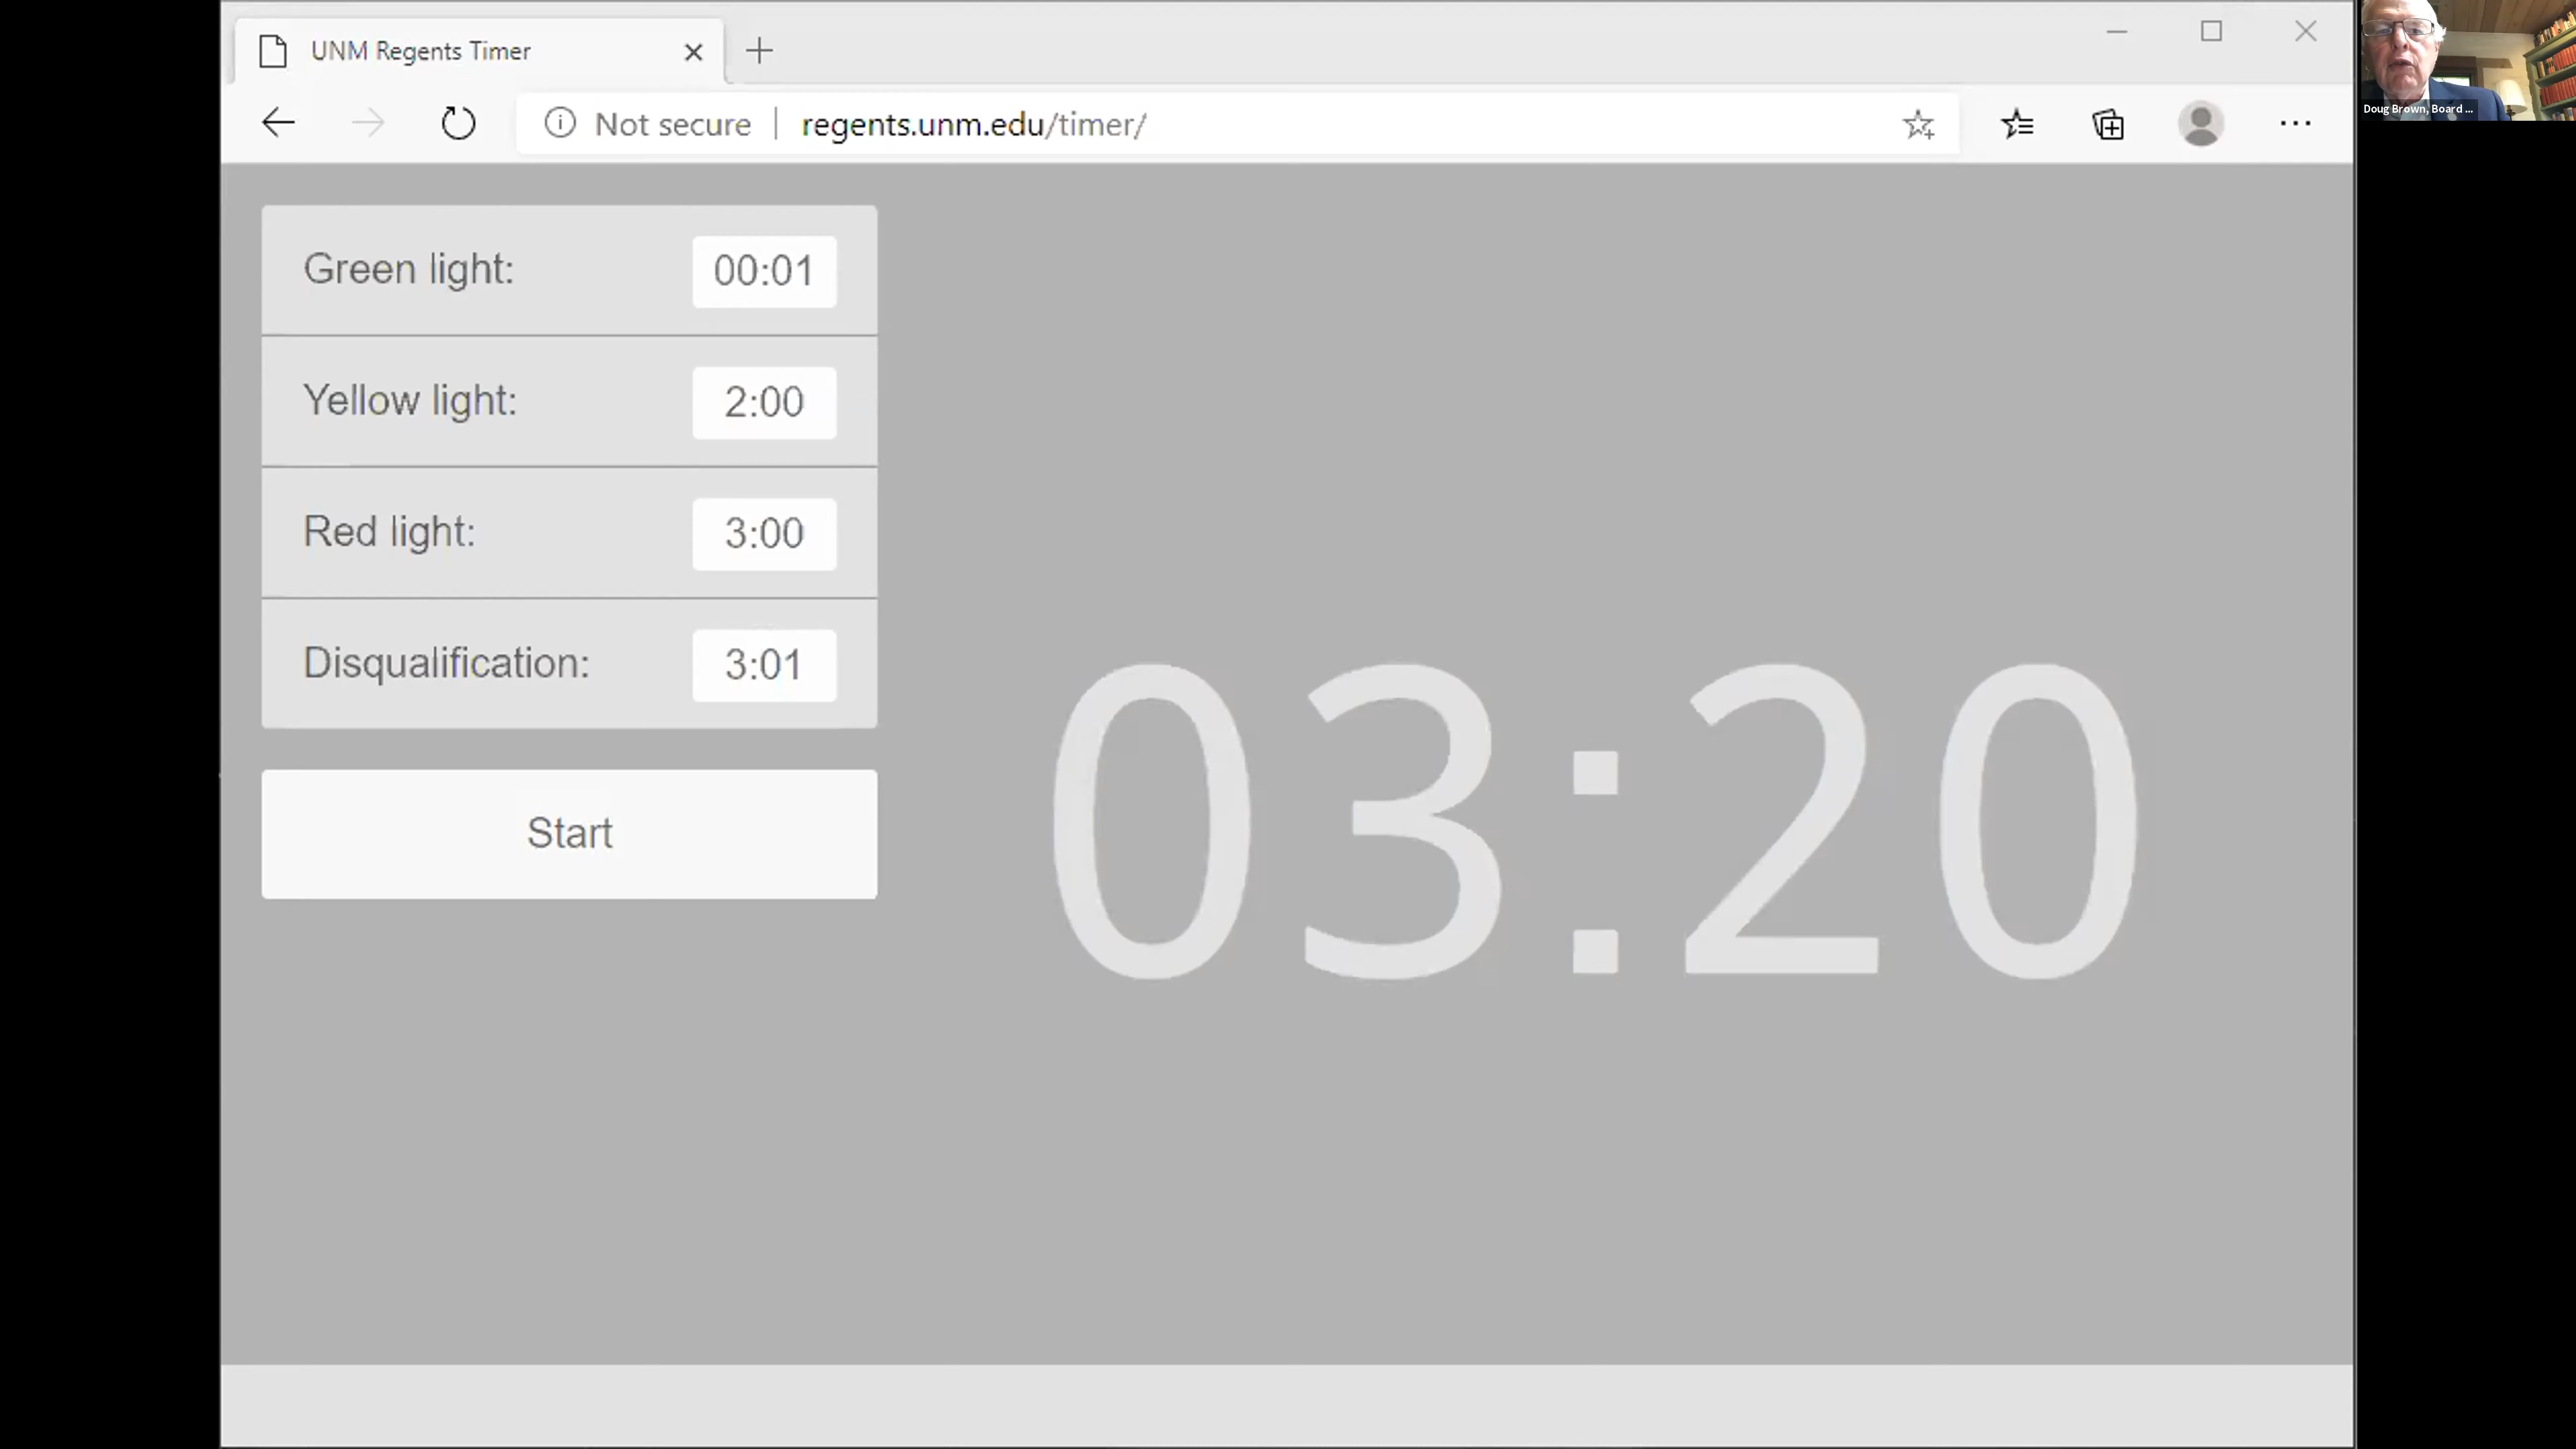 UNM Regents Timer
Not secure | regents.unm.edu/timer/
Doug Brown, Board ...
Green light: 00:01
Yellow light: 2:00
Red light: 3:00
Disqualification: 3:01
Start
03:20